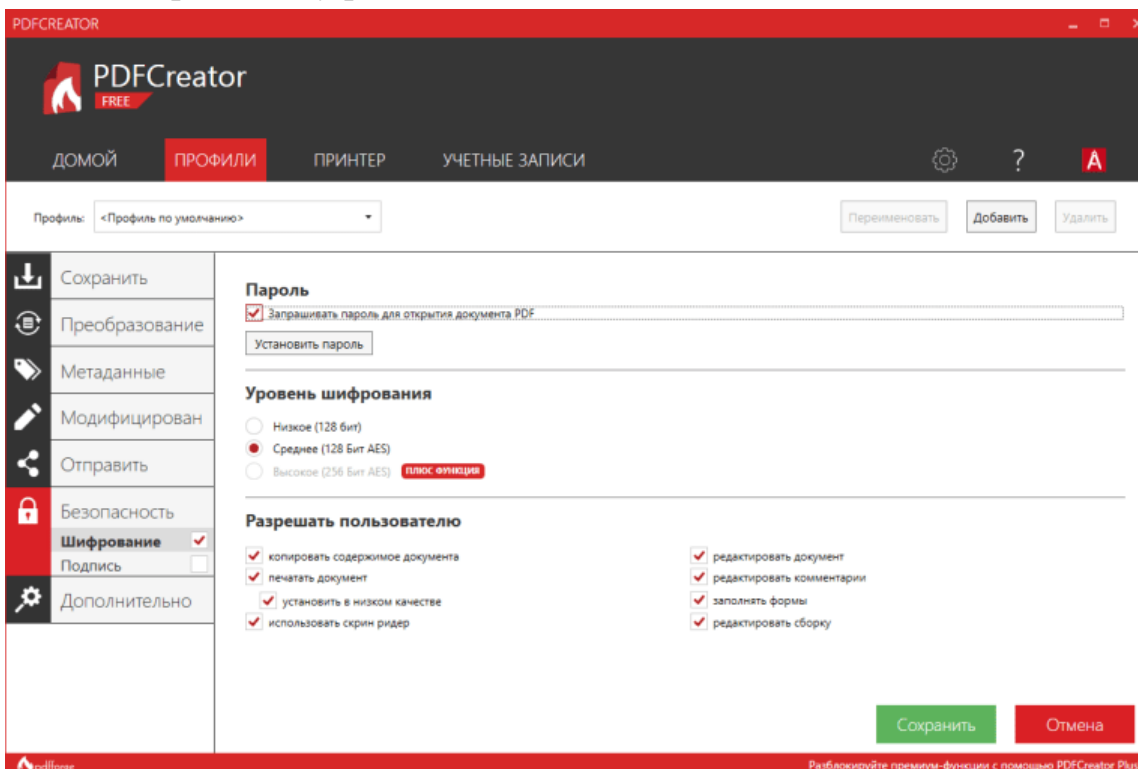 PDFCREATOR
PDFCreator
FREE
ДОМОЙ ПРОФИЛИ ПРИНТЕР УЧЕТНЫЕ ЗАПИСИ ?
Профиль: <Профиль по умолчанию> Переименовать Добавить Удалить
Сохранить
Преобразование
Метаданные
Модифицирован
Отправить
Безопасность
Шифрование
Подпись
Дополнительно
Пароль
Запрашивать пароль для открытия документа PDF
Установить пароль
Уровень шифрования
Низкое (128 бит)
Среднее (128 Бит AES)
Высокое (256 Бит AES) ПЛЮС ФУНКЦИЯ
Разрешать пользователю
копировать содержимое документа
печатать документ
установить в низком качестве
использовать скрин ридер
редактировать документ
редактировать комментарии
заполнять формы
редактировать сборку
Сохранить Отмена
pdfforge Разблокируйте премиум-функции с помощью PDFCreator Plus